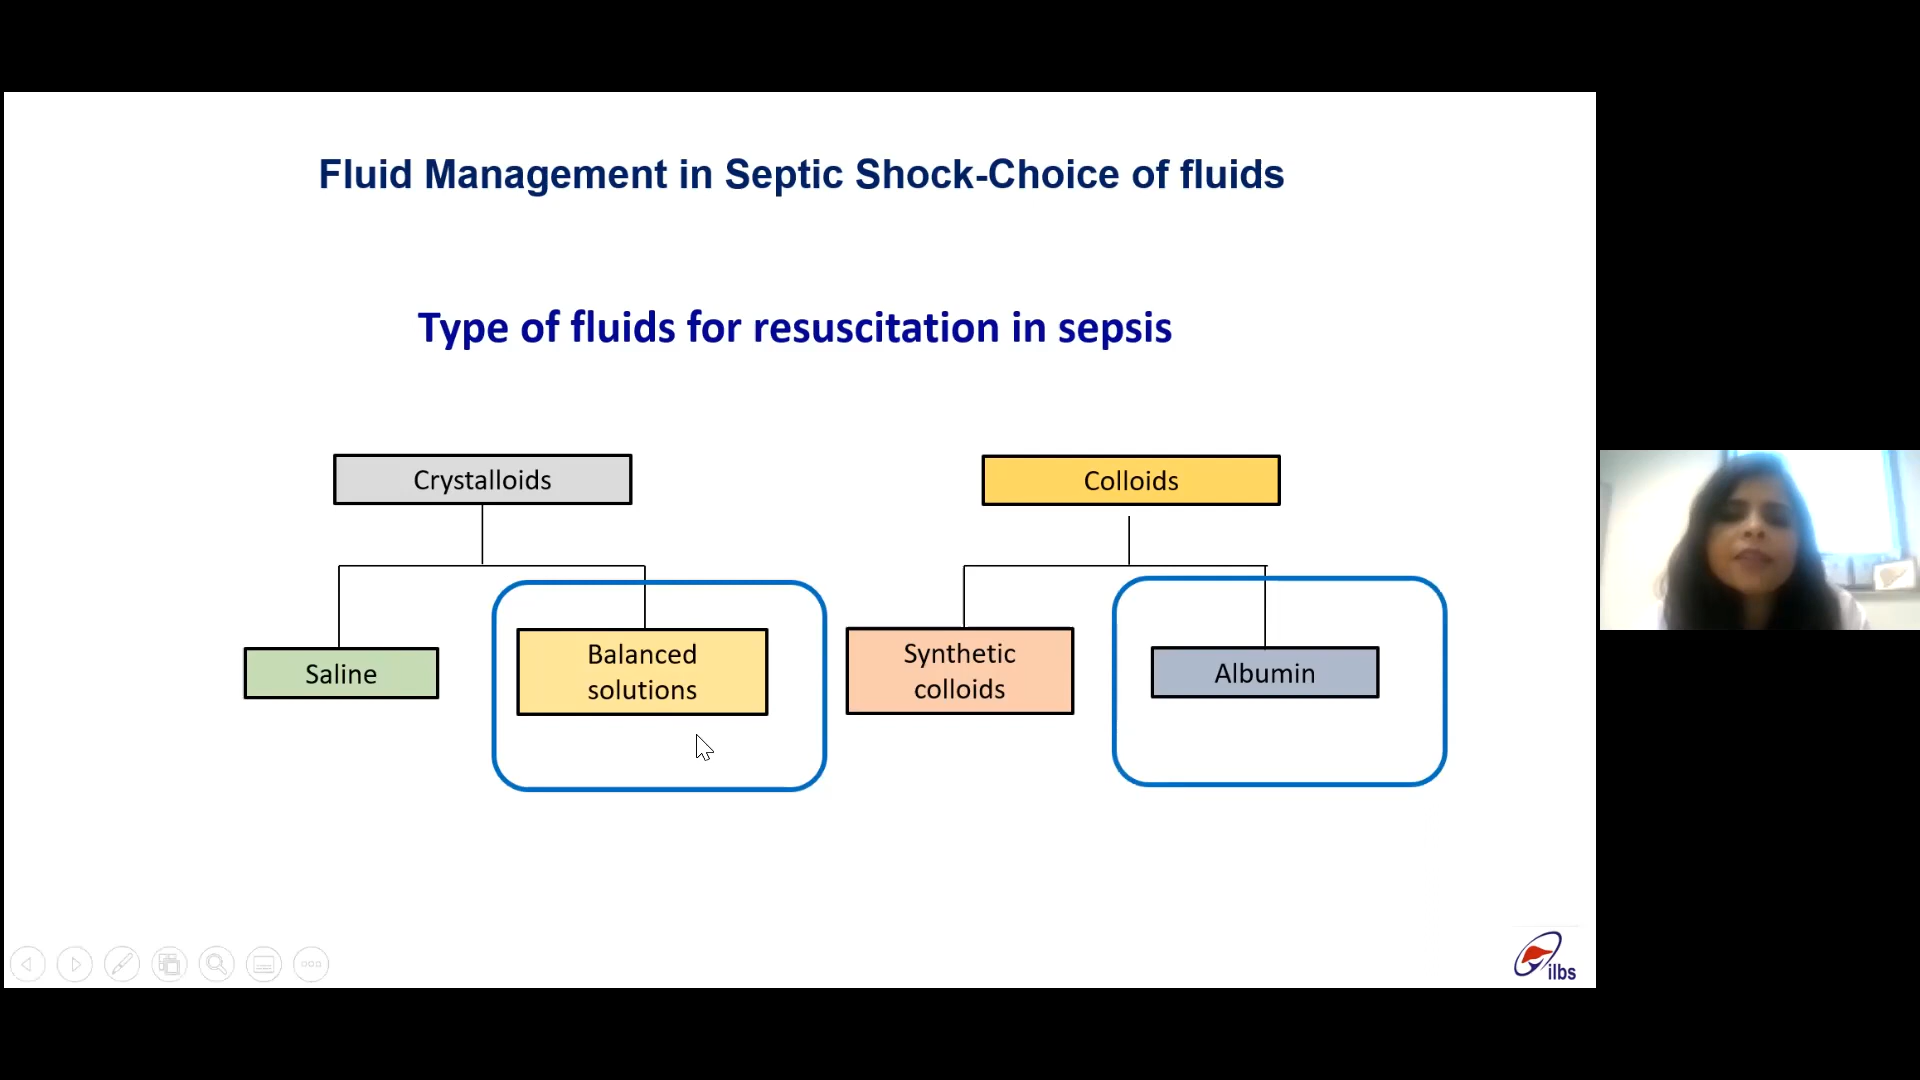 Fluid Management in Septic Shock-Choice of fluids
Type of fluids for resuscitation in sepsis
Crystalloids
Colloids
Saline
Balanced
solutions
Synthetic
colloids
Albumin
ilbs